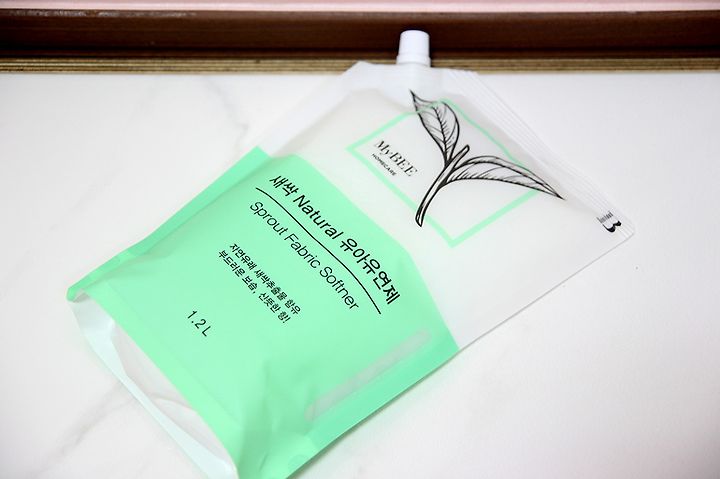 MyBEE
HOMECARE
새싹 Natural 유아유연제
Sprout Fabric Softner
자연유래 새싹추출물 함유
부드러운 보습, 산뜻한 향!
1.2L